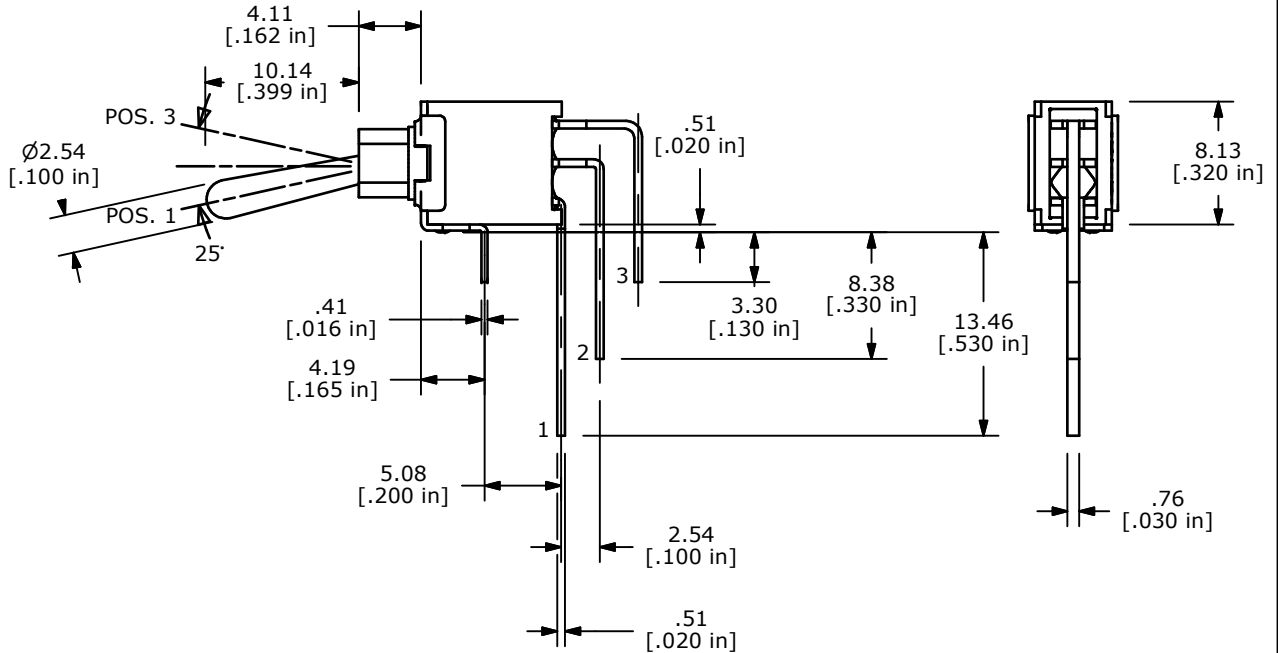 4.11
[.162 in]
10.14
[.399 in]
POS. 3
Ø2.54
[.100 in]
POS. 1
25°
.51
[.020 in]
8.13
[.320 in]
3
3.30
[.130 in]
8.38
[.330 in]
13.46
[.530 in]
.41
[.016 in]
2
4.19
[.165 in]
1
5.08
[.200 in]
2.54
[.100 in]
.76
[.030 in]
.51
[.020 in]